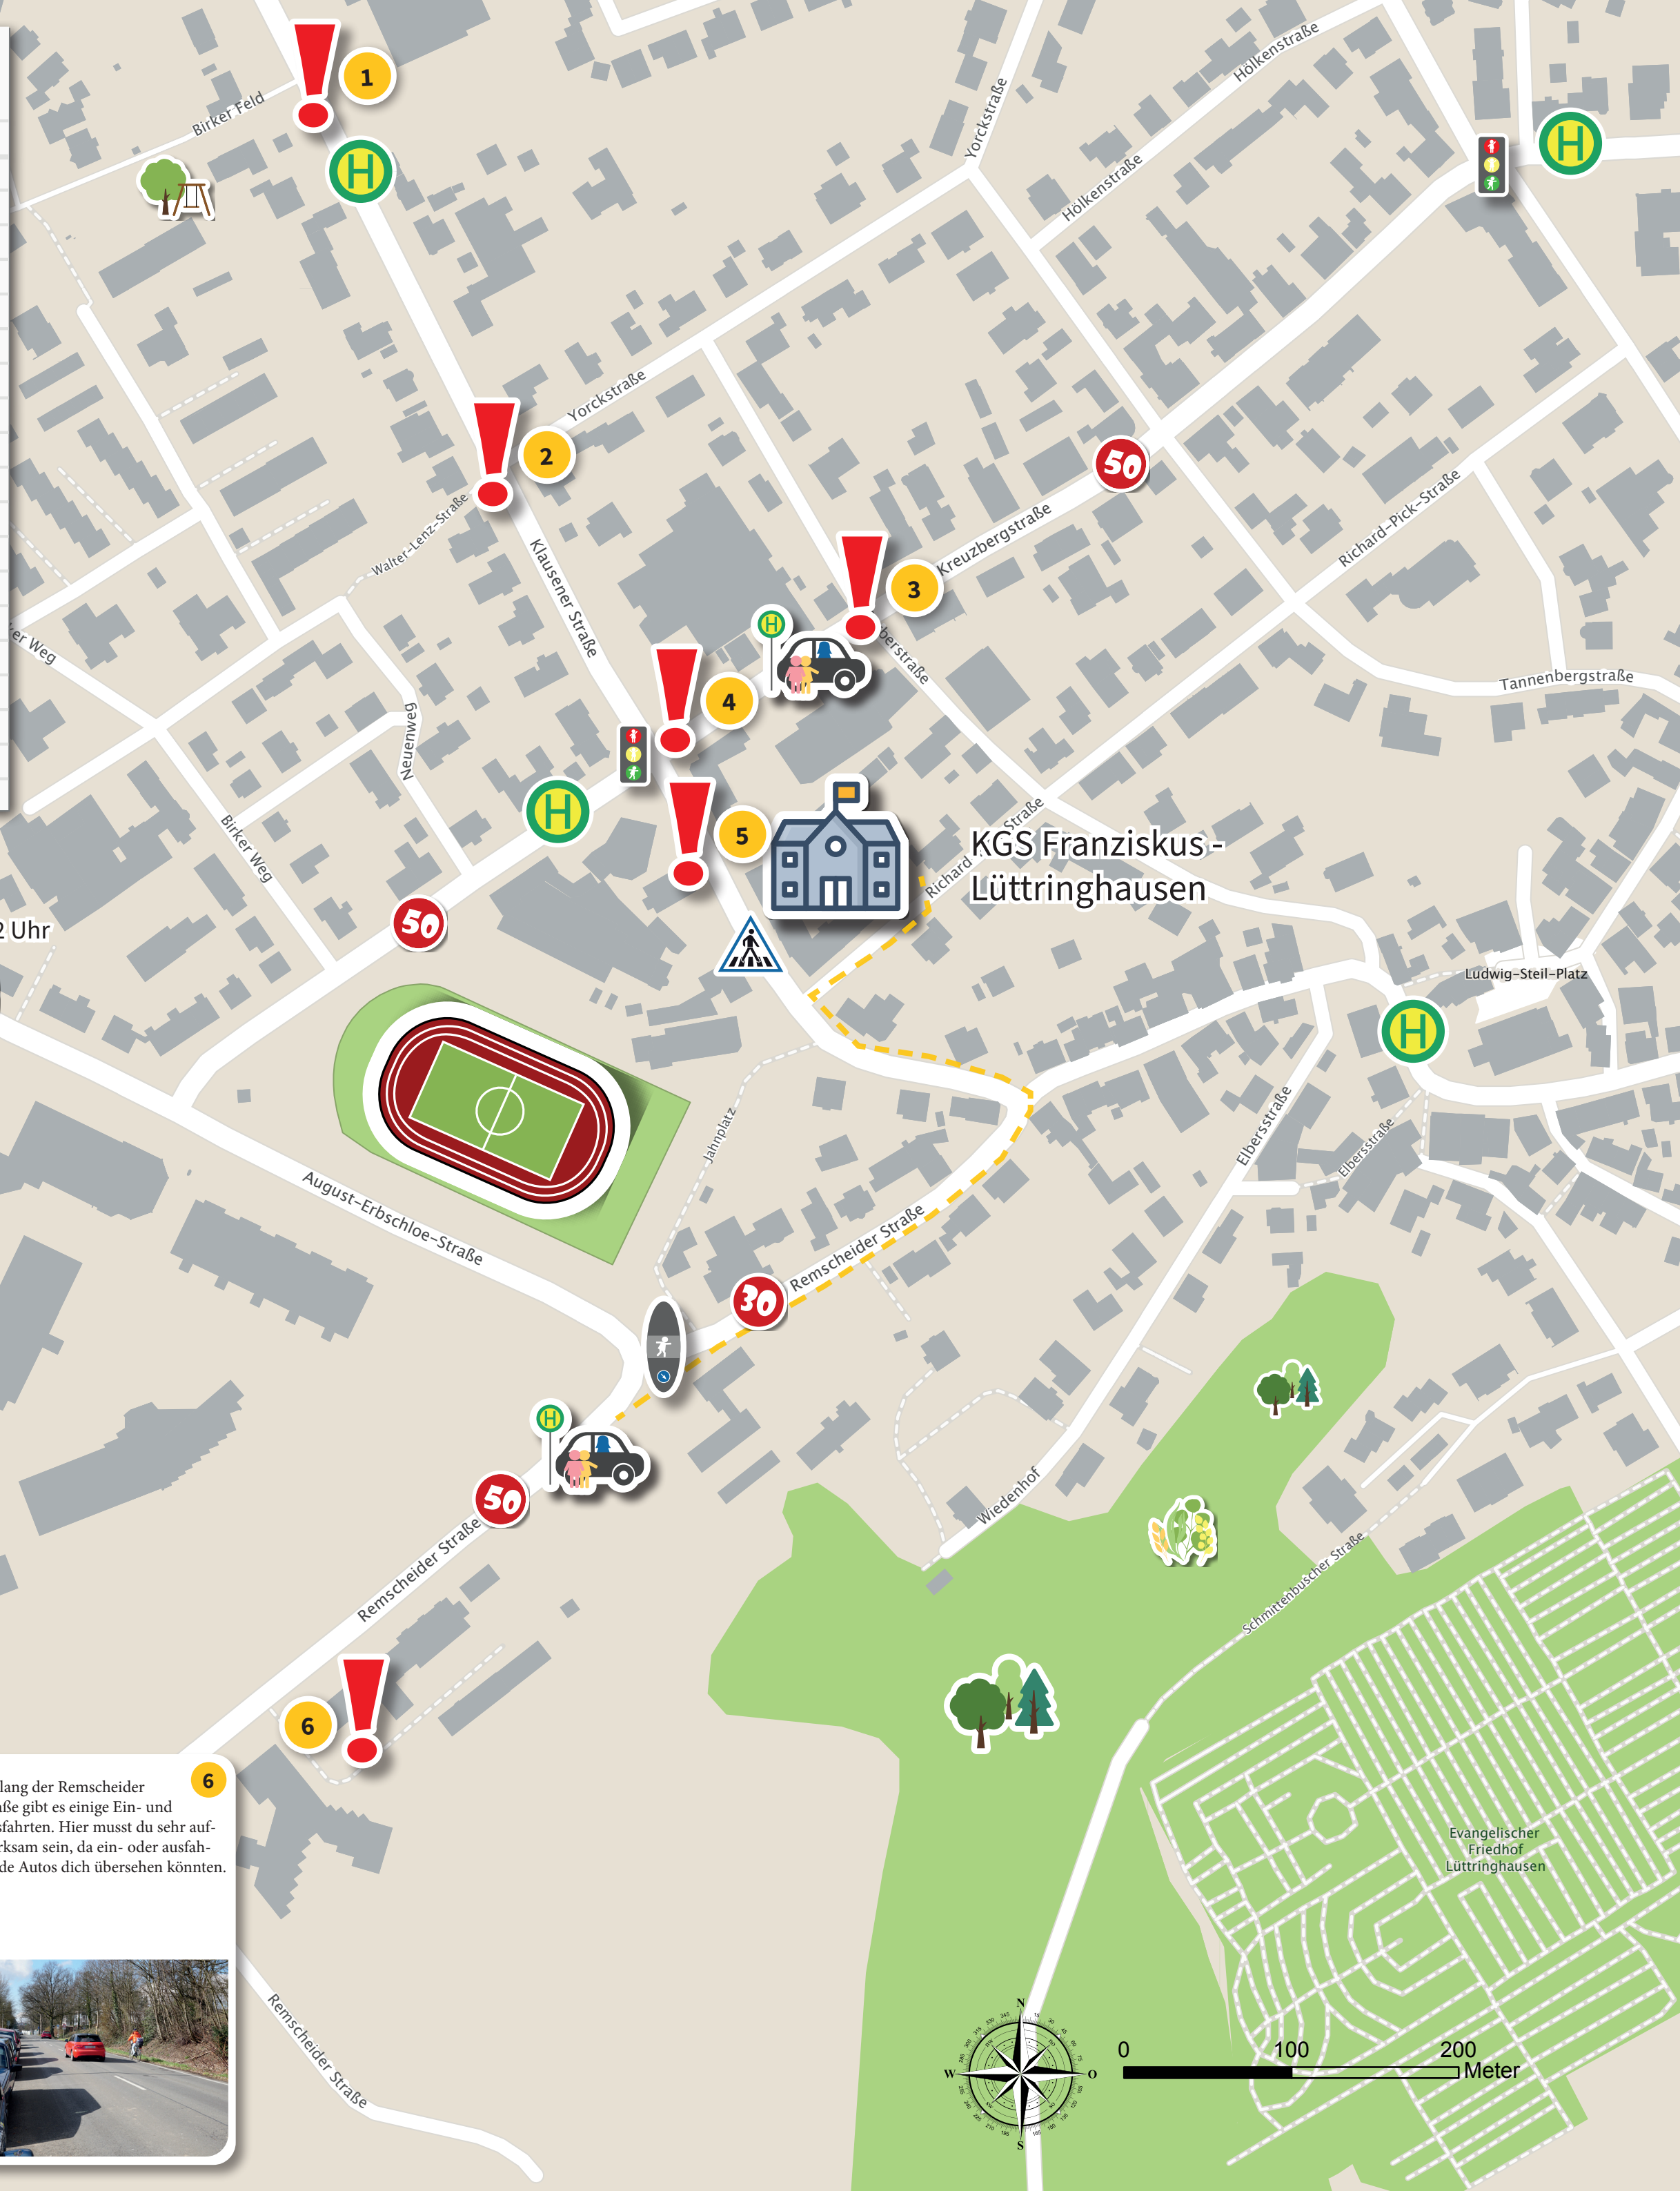 1
Birker Feld
H
Yorckstraße
Hölkenstraße
Hölkenstraße
H
Yorckstraße
2
Walter-Lenz-Straße
Klausener Straße
50
Kreuzbergstraße
Richard-Pick-Straße
3
H
4
Tannenbergstraße
Neuenweg
H
5
Birker Weg
KGS Franziskus -
Lüttringhausen
Richard
Straße
50
2 Uhr
Ludwig-Steil-Platz
H
Jahnplatz
Elbersstraße
Elbersstraße
August-Erbschloe-Straße
Remscheider Straße
30
H
50
Remscheider Straße
Wiedenhof
Schmittenbuscher Straße
6
6
lang der Remscheider
aße gibt es einige Ein- und
sfahrten. Hier musst du sehr auf-
rksam sein, da ein- oder ausfah-
de Autos dich übersehen könnten.
Evangelischer
Friedhof
Lüttringhausen
Remscheider Straße
N
W
O
S
0 100 200
Meter